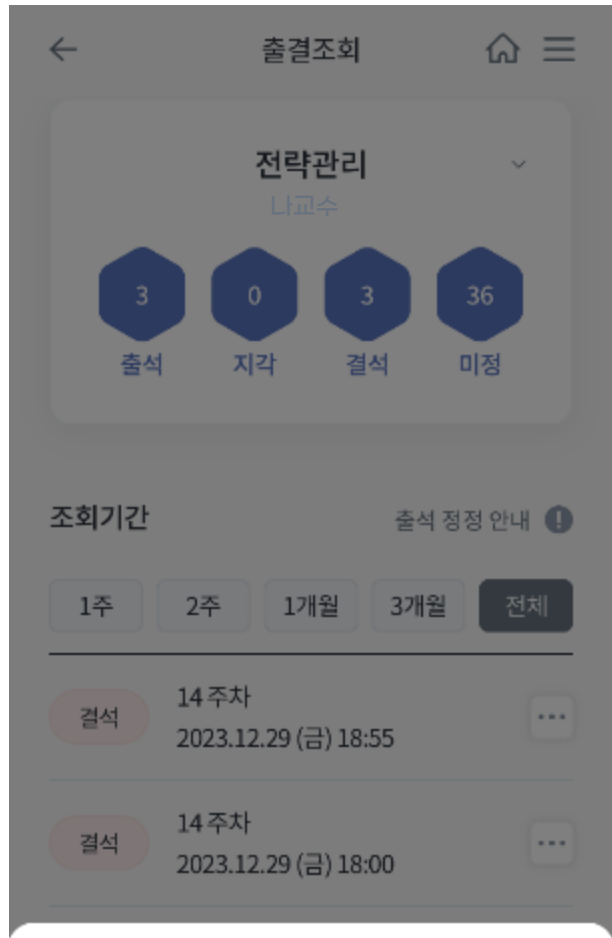 출결조회
전략관리
나교수
3 0 3 36
출석 지각 결석 미정
조회기간 출석 정정 안내
1주 2주 1개월 3개월 전체
결석
14 주차
2023.12.29 (금) 18:55
결석
14 주차
2023.12.29 (금) 18:00